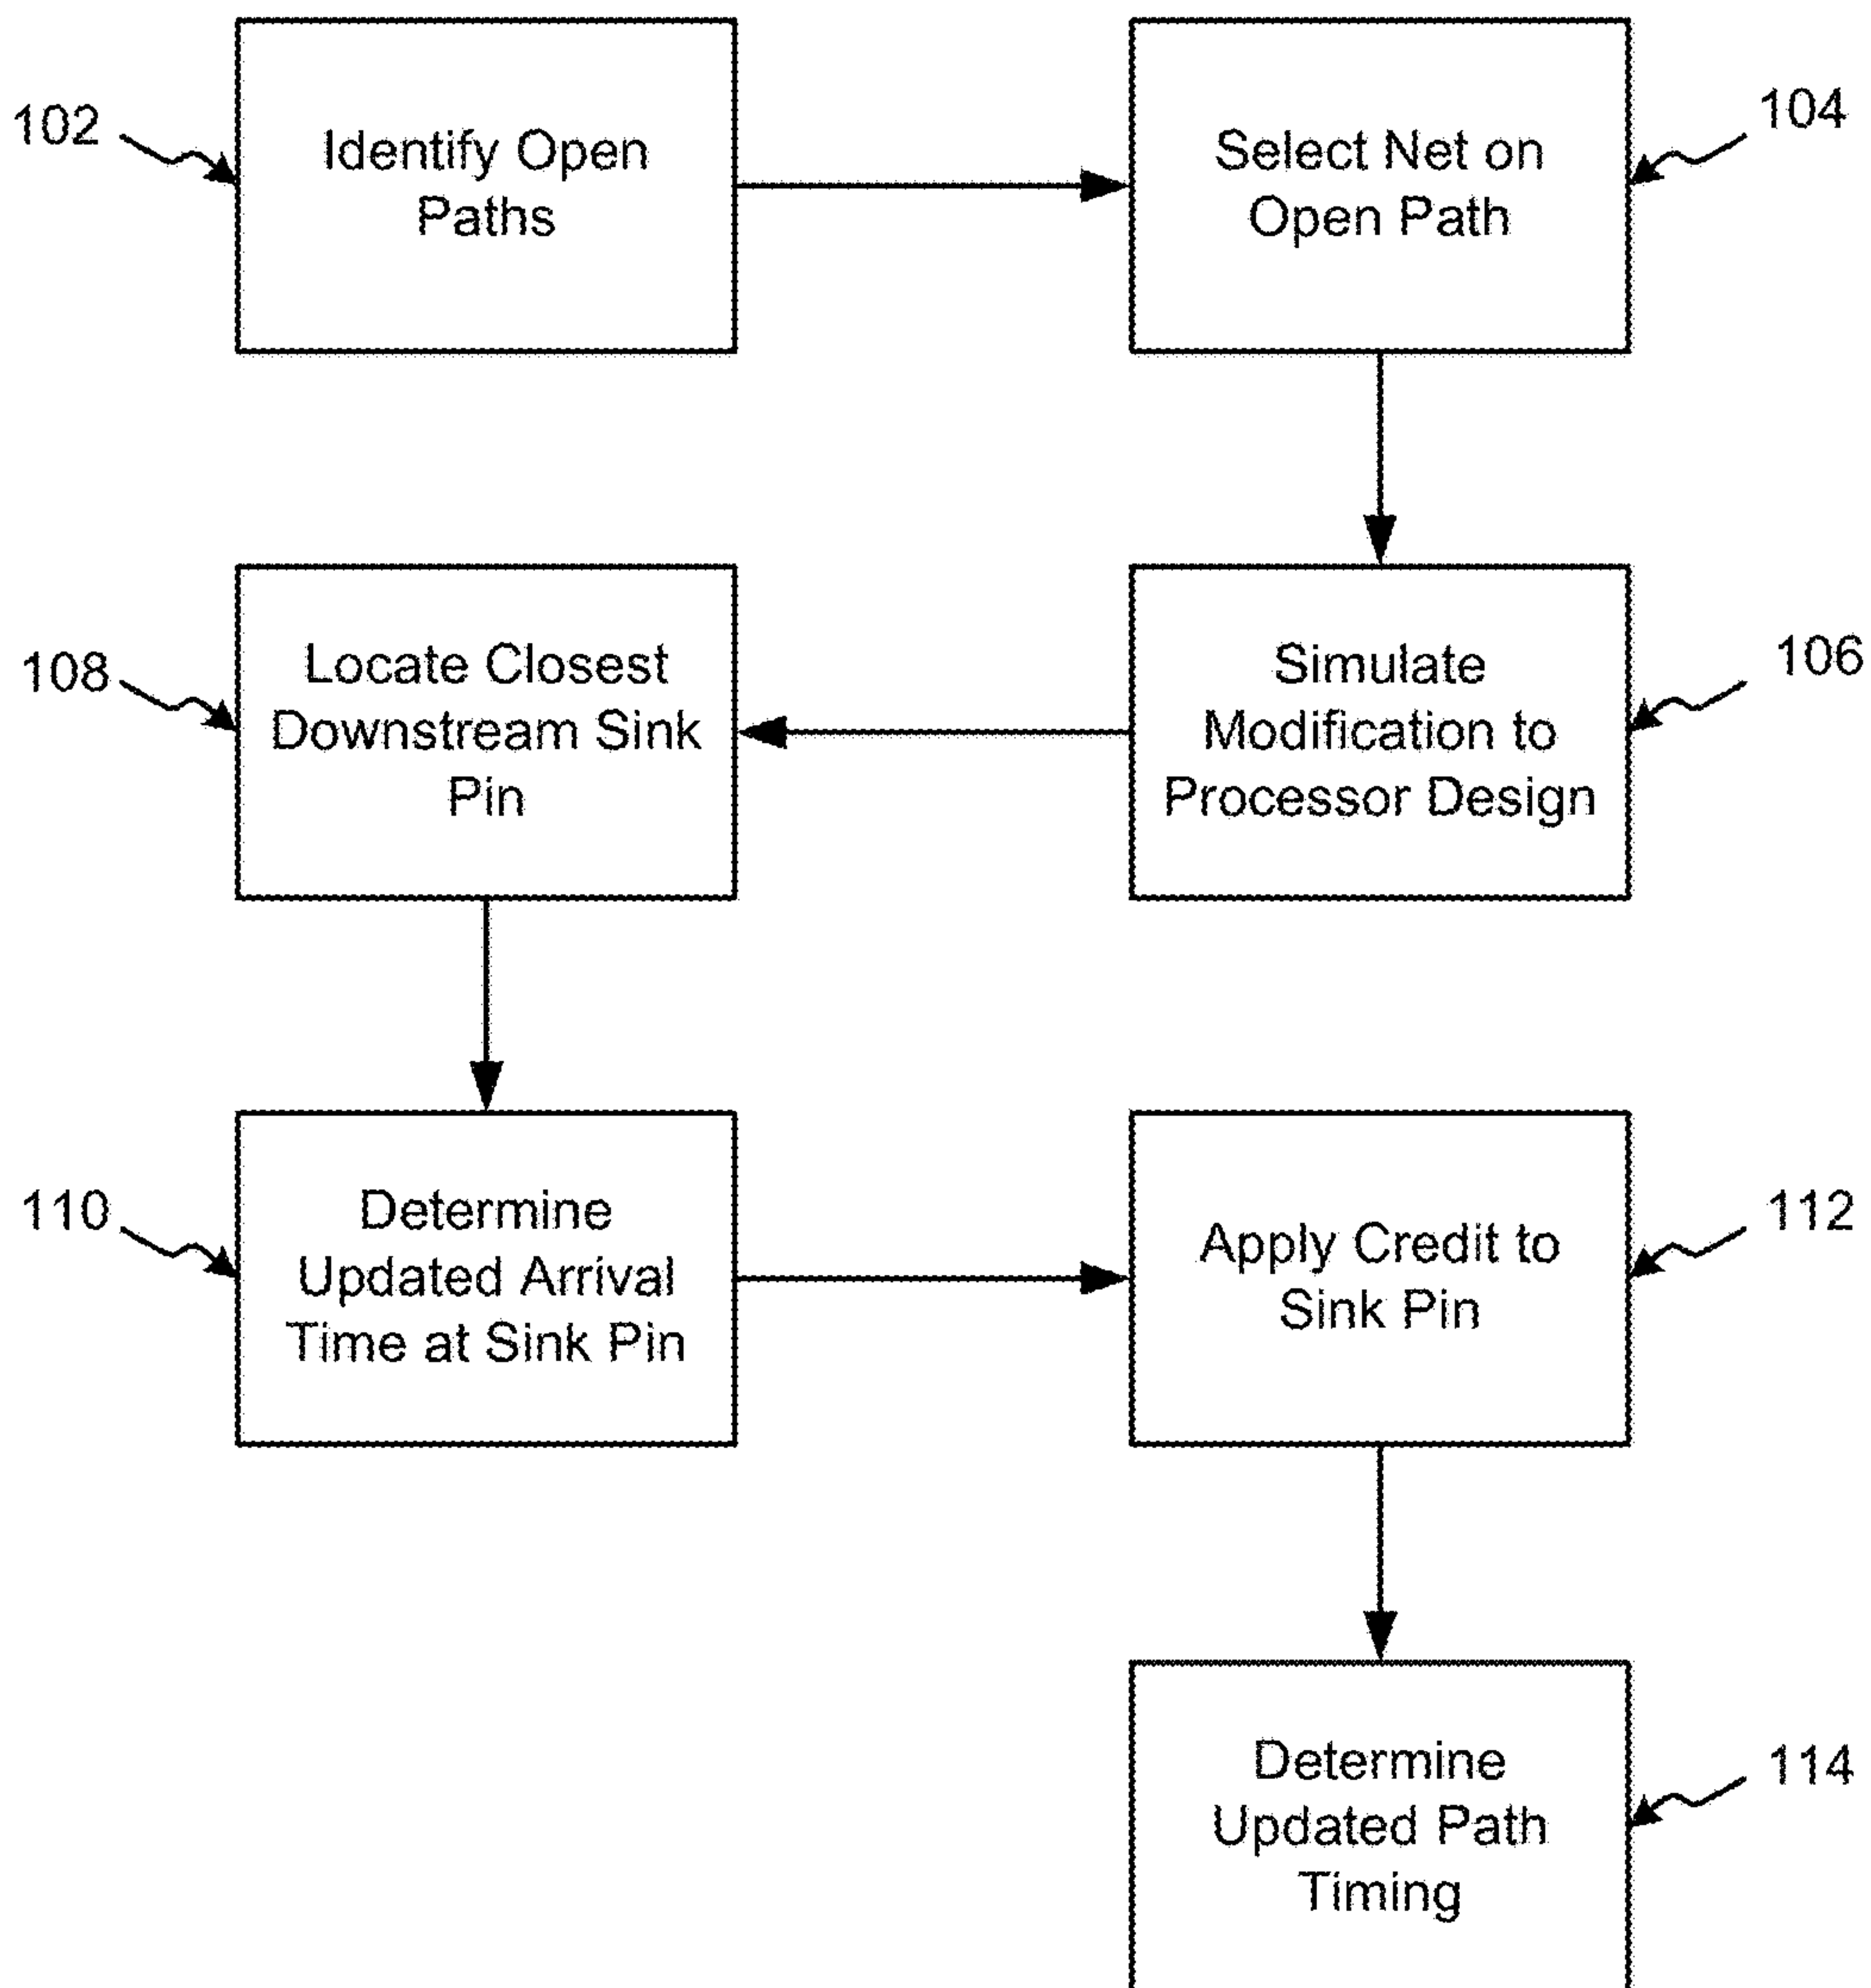 102
Identify Open
Paths
Select Net on
Open Path
104
108
Locate Closest
Downstream Sink
Pin
Simulate
Modification to
Processor Design
106
110
Determine
Updated Arrival
Time at Sink Pin
Apply Credit to
Sink Pin
112
Determine
Updated Path
Timing
114